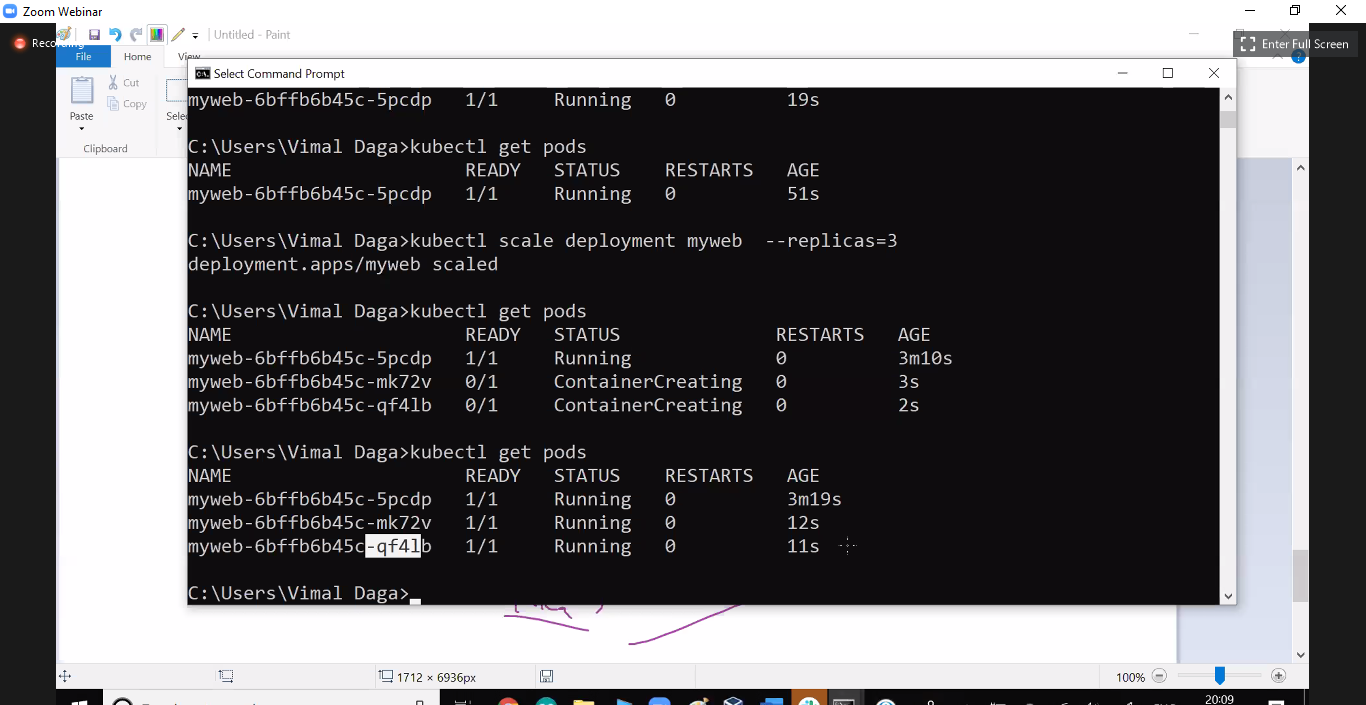 Zoom Webinar
Recording
Untitled - Paint
Enter Full Screen
File Home View
Select Command Prompt
Paste
Cut
Copy
Selec
Clipboard
myweb-6bffb6b45c-5pcdp 1/1 Running 0 19s
C:\Users\Vimal Daga>kubectl get pods
NAME READY STATUS RESTARTS AGE
myweb-6bffb6b45c-5pcdp 1/1 Running 0 51s
C:\Users\Vimal Daga>kubectl scale deployment myweb --replicas=3
deployment.apps/myweb scaled
C:\Users\Vimal Daga>kubectl get pods
NAME READY STATUS RESTARTS AGE
myweb-6bffb6b45c-5pcdp 1/1 Running 0 3m10s
myweb-6bffb6b45c-mk72v 0/1 ContainerCreating 0 3s
myweb-6bffb6b45c-qf4lb 0/1 ContainerCreating 0 2s
C:\Users\Vimal Daga>kubectl get pods
NAME READY STATUS RESTARTS AGE
myweb-6bffb6b45c-5pcdp 1/1 Running 0 3m19s
myweb-6bffb6b45c-mk72v 1/1 Running 0 12s
myweb-6bffb6b45c-qf4lb 1/1 Running 0 11s
C:\Users\Vimal Daga>
1712 × 6936px
100%
20:09